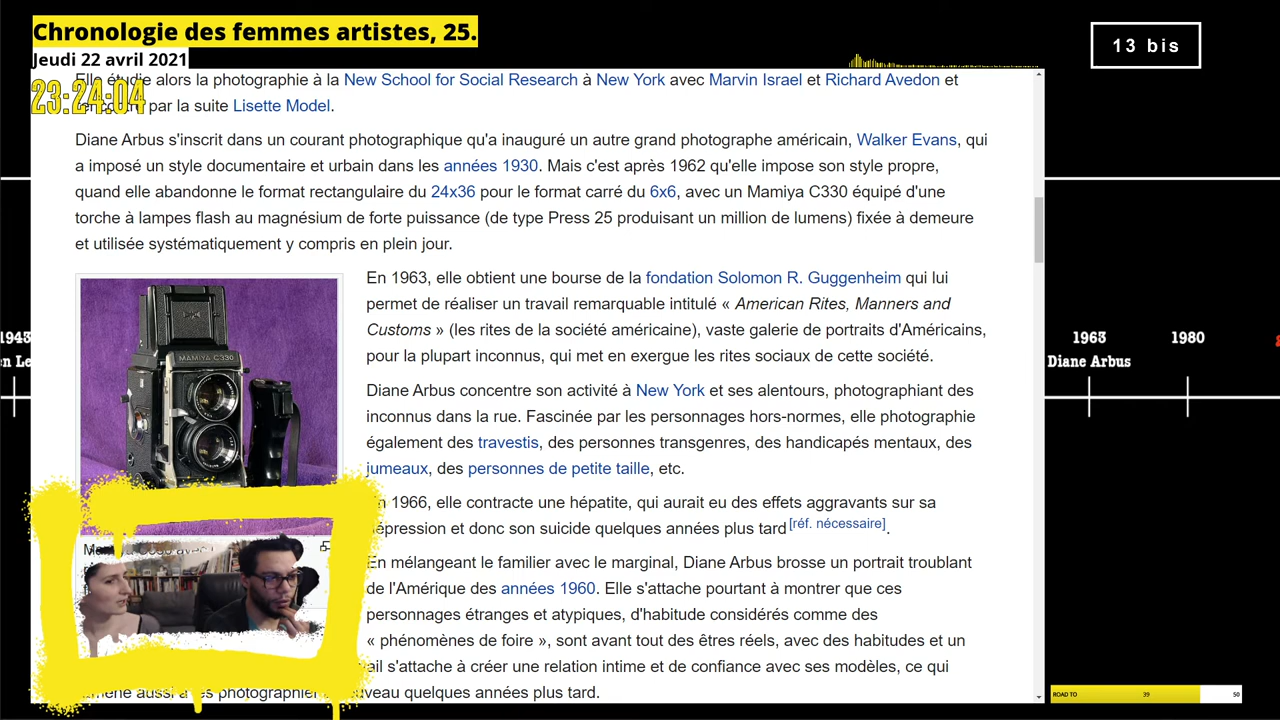 Chronologie des femmes artistes, 25.
Jeudi 22 avril 2021
23:24:04
13 bis
Elle étudie alors la photographie à la New School for Social Research à New York avec Marvin Israel et Richard Avedon et
par la suite Lisette Model.
Diane Arbus s'inscrit dans un courant photographique qu'a inauguré un autre grand photographe américain, Walker Evans, qui
a imposé un style documentaire et urbain dans les années 1930. Mais c'est après 1962 qu'elle impose son style propre,
quand elle abandonne le format rectangulaire du 24x36 pour le format carré du 6x6, avec un Mamiya C330 équipé d'une
torche à lampes flash au magnésium de forte puissance (de type Press 25 produisant un million de lumens) fixée à demeure
et utilisée systématiquement y compris en plein jour.
En 1963, elle obtient une bourse de la fondation Solomon R. Guggenheim qui lui
permet de réaliser un travail remarquable intitulé « American Rites, Manners and
Customs » (les rites de la société américaine), vaste galerie de portraits d'Américains,
pour la plupart inconnus, qui met en exergue les rites sociaux de cette société.
Diane Arbus concentre son activité à New York et ses alentours, photographiant des
inconnus dans la rue. Fascinée par les personnages hors-normes, elle photographie
également des travestis, des personnes transgenres, des handicapés mentaux, des
jumeaux, des personnes de petite taille, etc.
En 1966, elle contracte une hépatite, qui aurait eu des effets aggravants sur sa
dépression et donc son suicide quelques années plus tard [réf. nécessaire].
En mélangeant le familier avec le marginal, Diane Arbus brosse un portrait troublant
de l'Amérique des années 1960. Elle s'attache pourtant à montrer que ces
personnages étranges et atypiques, d'habitude considérés comme des
« phénomènes de foire », sont avant tout des êtres réels, avec des habitudes et un
s'attache à créer une relation intime et de confiance avec ses modèles, ce qui
photographier quelques années plus tard.
MAMIYA C330
1943
en Le
1963
Diane Arbus
1980
ROAD TO
39
50